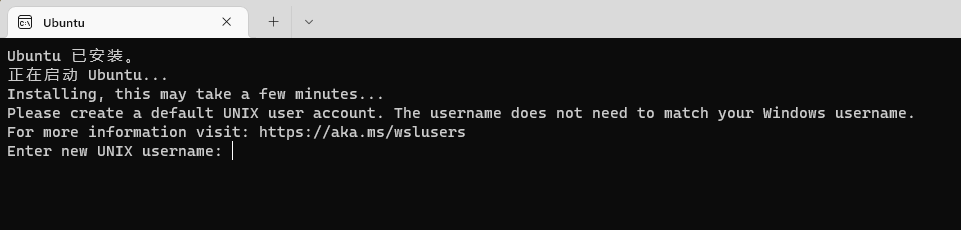 Ubuntu
Ubuntu 已安装。
正在启动 Ubuntu...
Installing, this may take a few minutes...
Please create a default UNIX user account. The username does not need to match your Windows username.
For more information visit: https://aka.ms/wslusers
Enter new UNIX username: